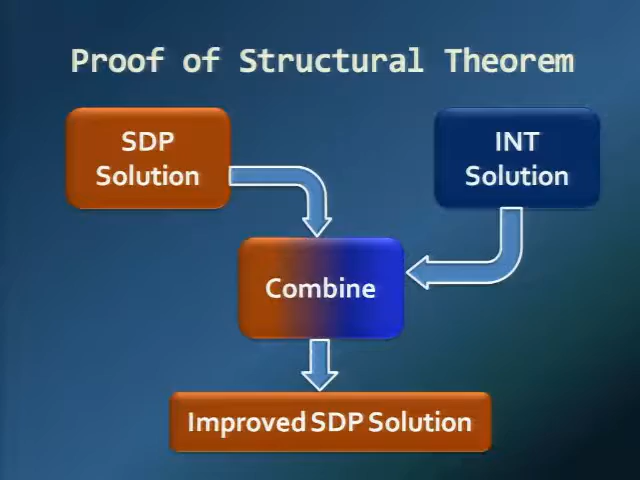 Proof of Structural Theorem
SDP
Solution
INT
Solution
Combine
Improved SDP Solution